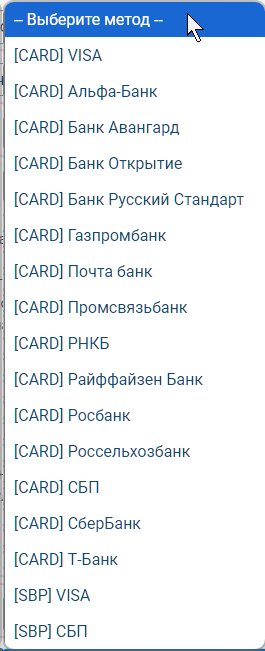 -- Выберите метод --
[CARD] VISA
[CARD] Альфа-Банк
[CARD] Банк Авангард
[CARD] Банк Открытие
[CARD] Банк Русский Стандарт
[CARD] Газпромбанк
[CARD] Почта банк
[CARD] Промсвязьбанк
[CARD] РНКБ
[CARD] Райффайзен Банк
[CARD] Росбанк
[CARD] Россельхозбанк
[CARD] СБП
[CARD] СберБанк
[CARD] Т-Банк
[SBP] VISA
[SBP] СБП